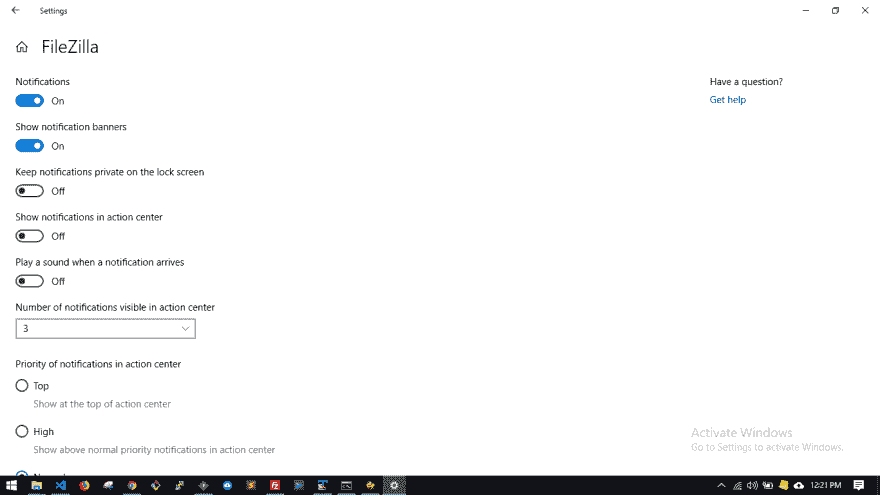 Settings
FileZilla
Notifications
On
Show notification banners
On
Keep notifications private on the lock screen
Off
Show notifications in action center
Off
Play a sound when a notification arrives
Off
Number of notifications visible in action center
3
Priority of notifications in action center
Top
Show at the top of action center
High
Show above normal priority notifications in action center
Have a question?
Get help
Activate Windows
Go to Settings to activate Windows.
12:21 PM